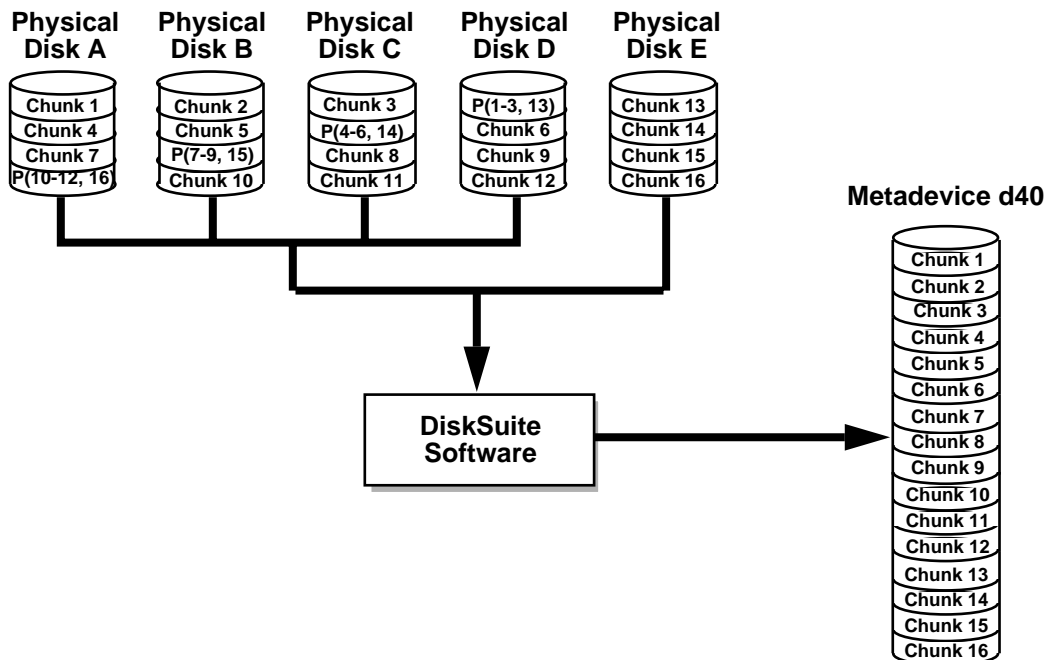 Physical Disk A
Physical Disk B
Physical Disk C
Physical Disk D
Physical Disk E
Chunk 1
Chunk 4
Chunk 7
P(10-12, 16)
Chunk 2
Chunk 5
P(7-9, 15)
Chunk 10
Chunk 3
P(4-6, 14)
Chunk 8
Chunk 11
P(1-3, 13)
Chunk 6
Chunk 9
Chunk 12
Chunk 13
Chunk 14
Chunk 15
Chunk 16
DiskSuite
Software
Metadevice d40
Chunk 1
Chunk 2
Chunk 3
Chunk 4
Chunk 5
Chunk 6
Chunk 7
Chunk 8
Chunk 9
Chunk 10
Chunk 11
Chunk 12
Chunk 13
Chunk 14
Chunk 15
Chunk 16